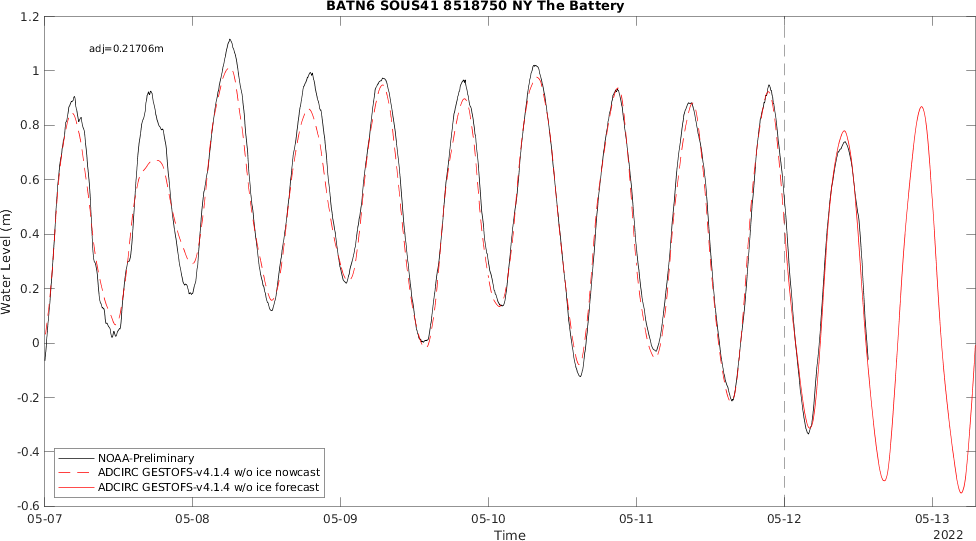 BATN6 SOUS41 8518750 NY The Battery
1.2
adj=0.21706m
1
0.8
0.6
0.4
0.2
0
-0.2
-0.4
-0.6
Water Level (m)
NOAA-Preliminary
ADCIRC GESTOFS-v4.1.4 w/o ice nowcast
ADCIRC GESTOFS-v4.1.4 w/o ice forecast
05-07 05-08 05-09 05-10 05-11 05-12 05-13
Time
2022